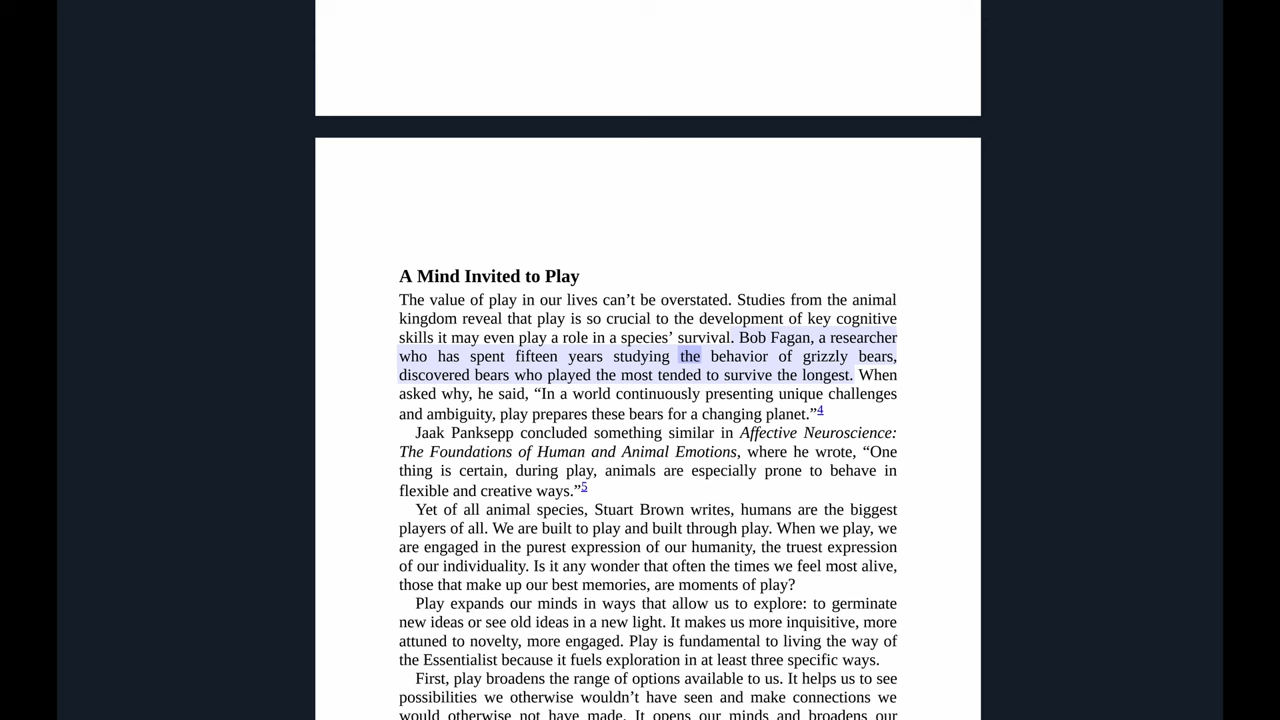 A Mind Invited to Play
The value of play in our lives can’t be overstated. Studies from the animal
kingdom reveal that play is so crucial to the development of key cognitive
skills it may even play a role in a species’ survival. Bob Fagan, a researcher
who has spent fifteen years studying the behavior of grizzly bears,
discovered bears who played the most tended to survive the longest. When
asked why, he said, “In a world continuously presenting unique challenges
and ambiguity, play prepares these bears for a changing planet.”4
Jaak Panksepp concluded something similar in Affective Neuroscience:
The Foundations of Human and Animal Emotions, where he wrote, “One
thing is certain, during play, animals are especially prone to behave in
flexible and creative ways.”5
Yet of all animal species, Stuart Brown writes, humans are the biggest
players of all. We are built to play and built through play. When we play, we
are engaged in the purest expression of our humanity, the truest expression
of our individuality. Is it any wonder that often the times we feel most alive,
those that make up our best memories, are moments of play?
Play expands our minds in ways that allow us to explore: to germinate
new ideas or see old ideas in a new light. It makes us more inquisitive, more
attuned to novelty, more engaged. Play is fundamental to living the way of
the Essentialist because it fuels exploration in at least three specific ways.
First, play broadens the range of options available to us. It helps us to see
possibilities we otherwise wouldn’t have seen and make connections we
would otherwise not have made. It opens our minds and broadens our